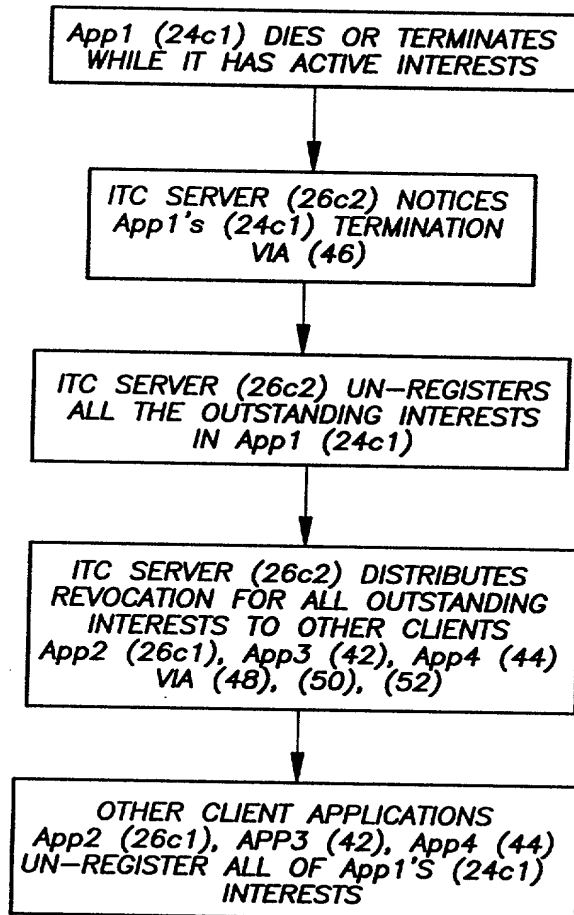 App1 (24c1) DIES OR TERMINATES
WHILE IT HAS ACTIVE INTERESTS
ITC SERVER (26c2) NOTICES
App1's (24c1) TERMINATION
VIA (46)
ITC SERVER (26c2) UN-REGISTERS
ALL THE OUTSTANDING INTERESTS
IN App1 (24c1)
ITC SERVER (26c2) DISTRIBUTES
REVOCATION FOR ALL OUTSTANDING
INTERESTS TO OTHER CLIENTS
App2 (26c1), App3 (42), App4 (44)
VIA (48), (50), (52)
OTHER CLIENT APPLICATIONS
App2 (26c1), APP3 (42), App4 (44)
UN-REGISTER ALL OF App1'S (24c1)
INTERESTS